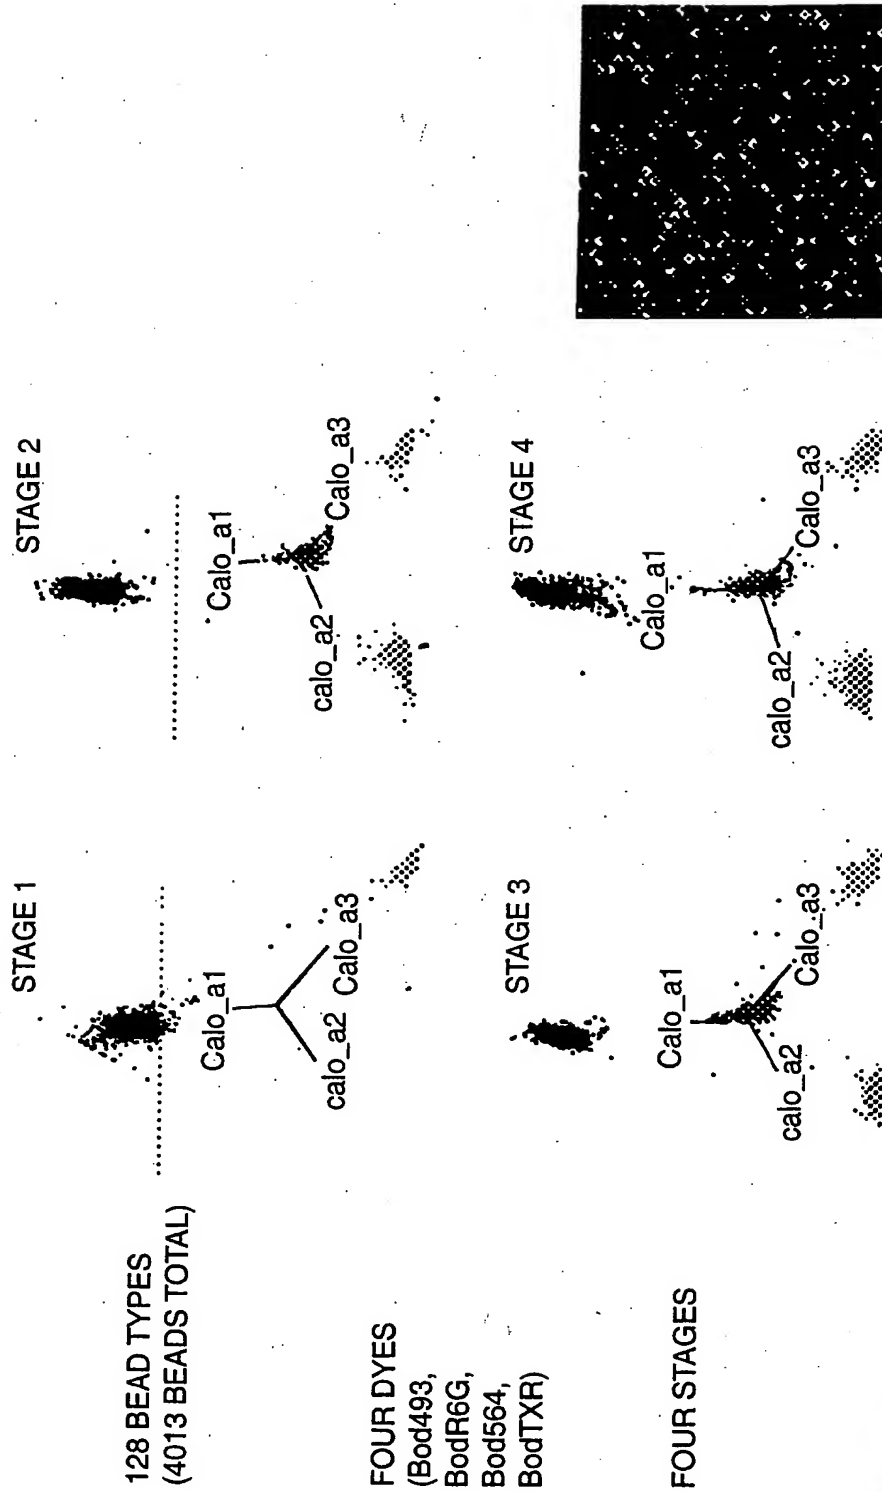 128 BEAD TYPES
(4013 BEADS TOTAL)
FOUR DYES
(Bod493,
BodR6G,
Bod564,
BodTXR)
FOUR STAGES
STAGE 1
Calo_a1
calo_a2
Calo_a3
STAGE 2
Calo_a1
calo_a2
Calo_a3
STAGE 3
Calo_a1
calo_a2
Calo_a3
STAGE 4
Calo_a1
calo_a2
Calo_a3